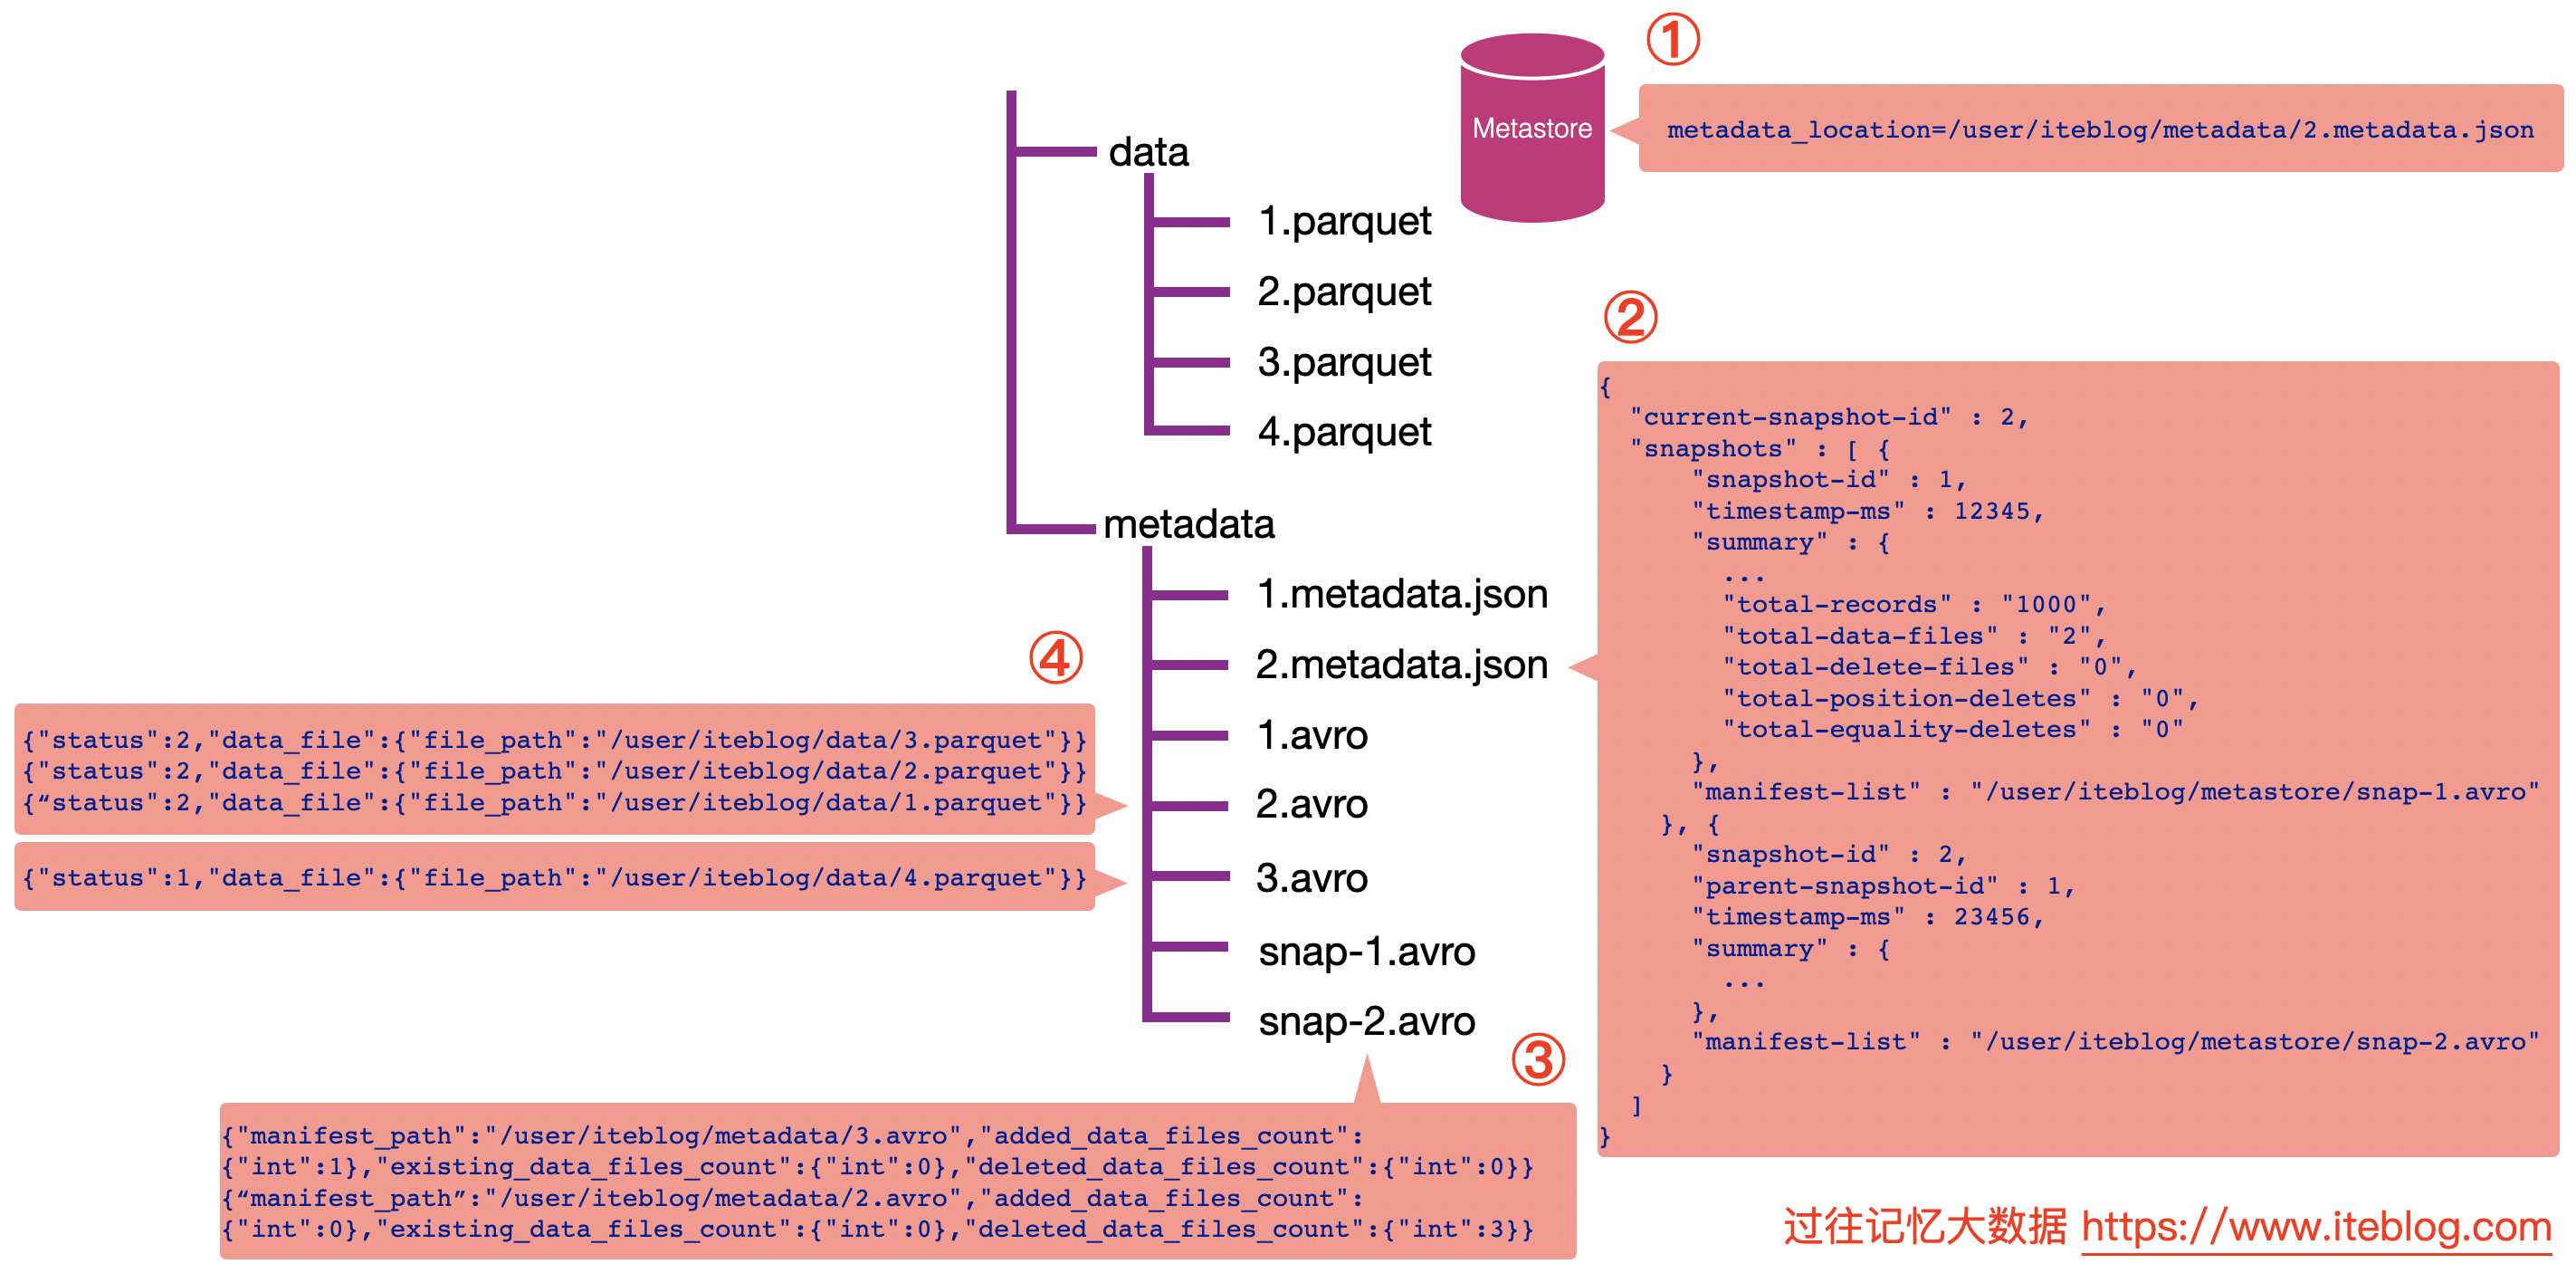 ①
Metastore
metadata_location=/user/iteblog/metadata/2.metadata.json
data
1.parquet
2.parquet
3.parquet
4.parquet
metadata
1.metadata.json
2.metadata.json
1.avro
2.avro
3.avro
snap-1.avro
snap-2.avro
②
{
"current-snapshot-id" : 2,
"snapshots" : [ {
"snapshot-id" : 1,
"timestamp-ms" : 12345,
"summary" : {
...
"total-records" : "1000",
"total-data-files" : "2",
"total-delete-files" : "0",
"total-position-deletes" : "0",
"total-equality-deletes" : "0"
},
"manifest-list" : "/user/iteblog/metastore/snap-1.avro"
}, {
"snapshot-id" : 2,
"parent-snapshot-id" : 1,
"timestamp-ms" : 23456,
"summary" : {
...
},
"manifest-list" : "/user/iteblog/metastore/snap-2.avro"
}
]
}
③
{"manifest_path":"/user/iteblog/metadata/3.avro","added_data_files_count":
{"int":1},"existing_data_files_count":{"int":0},"deleted_data_files_count":{"int":0}}
{“manifest_path”:"/user/iteblog/metadata/2.avro","added_data_files_count":
{"int":0},"existing_data_files_count":{"int":0},"deleted_data_files_count":{"int":3}}
④
{"status":2,"data_file":{"file_path":"/user/iteblog/data/3.parquet"}}
{"status":2,"data_file":{"file_path":"/user/iteblog/data/2.parquet"}}
{“status":2,"data_file":{"file_path":"/user/iteblog/data/1.parquet"}}
{"status":1,"data_file":{"file_path":"/user/iteblog/data/4.parquet"}}
过往记忆大数据 https://www.iteblog.com